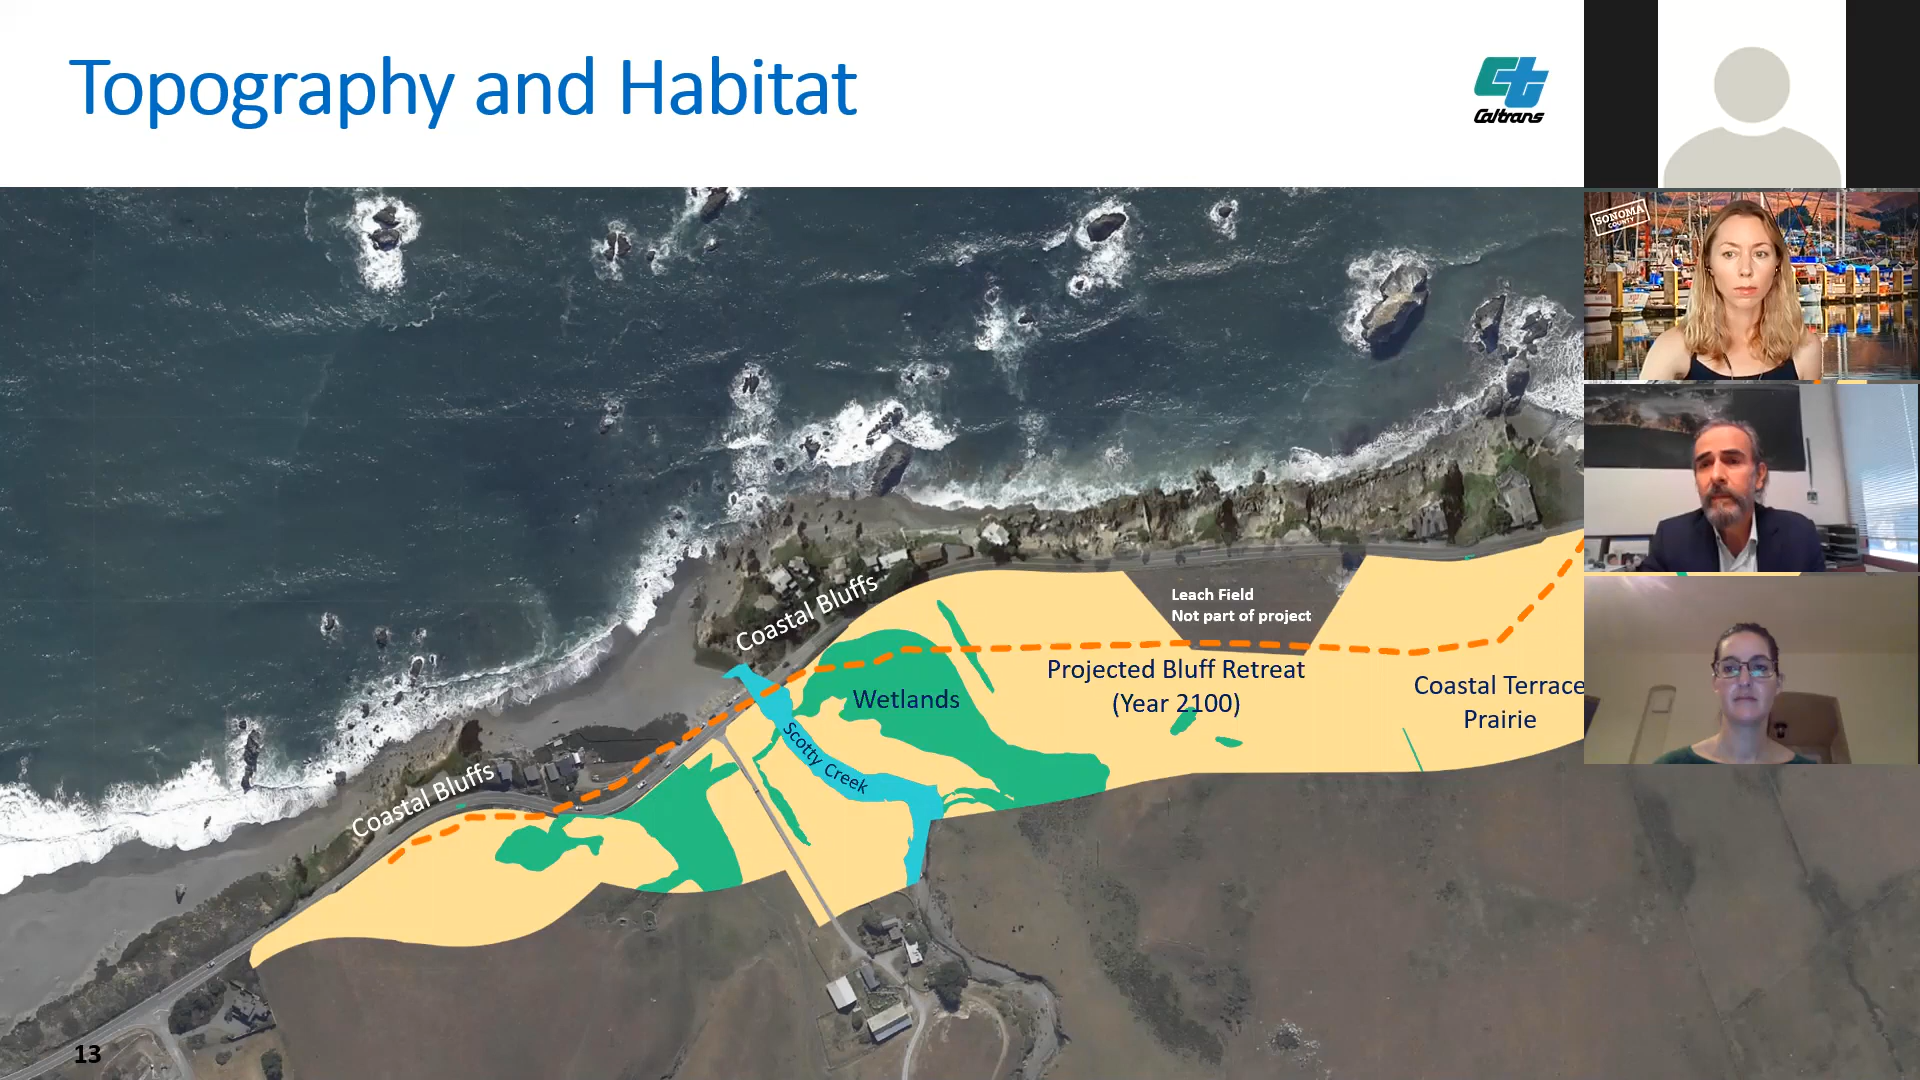 Topography and Habitat
Caltrans
SONOMA
COUNTY
Coastal Bluffs
Leach Field
Not part of project
Projected Bluff Retreat
(Year 2100)
Wetlands
Coastal Terrace
Prairie
Scotty Creek
Coastal Bluffs
13